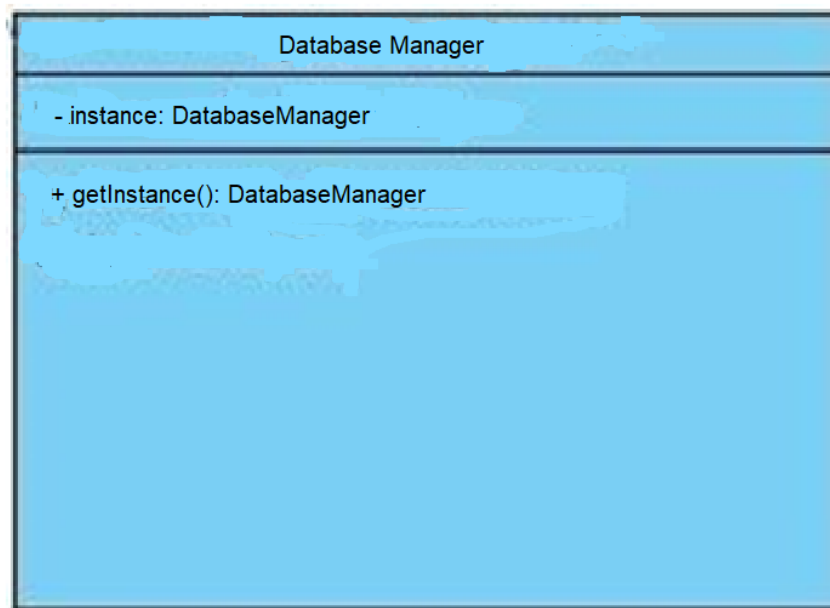 Database Manager
- instance: DatabaseManager
+ getInstance(): DatabaseManager